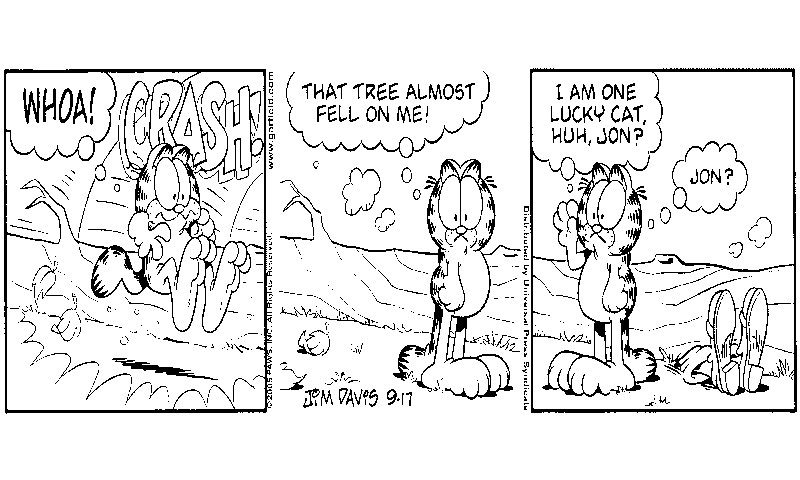 WHOA!
CRASH!
www.garfield.com
© 2005 PAWS, INC. All Rights Reserved.
THAT TREE ALMOST
FELL ON ME!
JIM DAVIS 9-17
Distributed by Universal Press Syndicate
I AM ONE
LUCKY CAT,
HUH, JON?
JON?